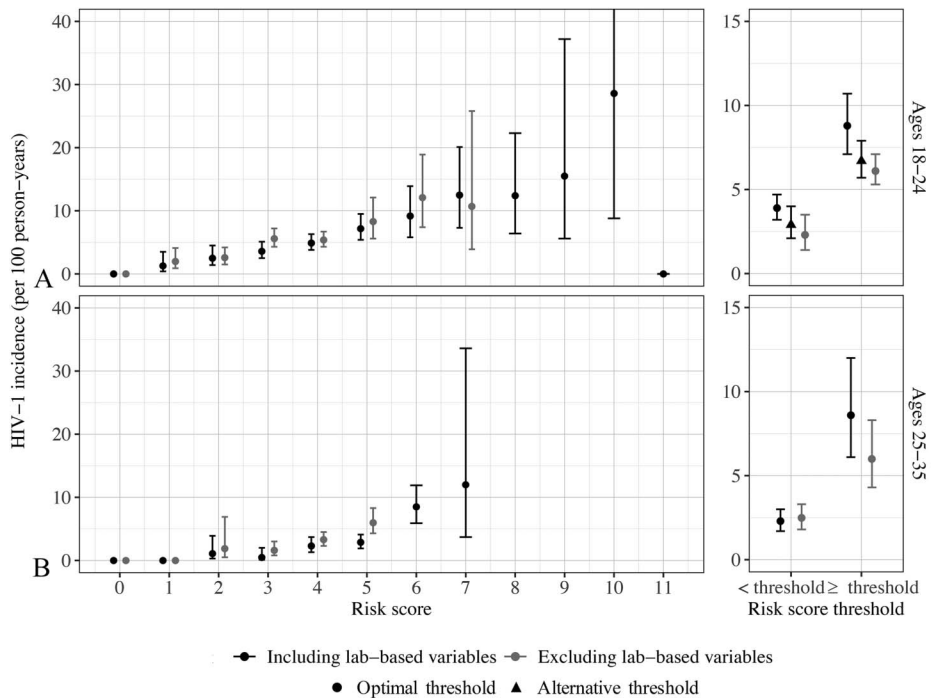 40
30
20
10
0
A
15
10
5
0
Ages 18−24
HIV−1 incidence (per 100 person−years)
40
30
20
10
0
B
15
10
5
0
Ages 25−35
0 1 2 3 4 5 6 7 8 9 10 11
Risk score
< threshold ≥ threshold
Risk score threshold
Including lab−based variables Excluding lab−based variables
Optimal threshold Alternative threshold